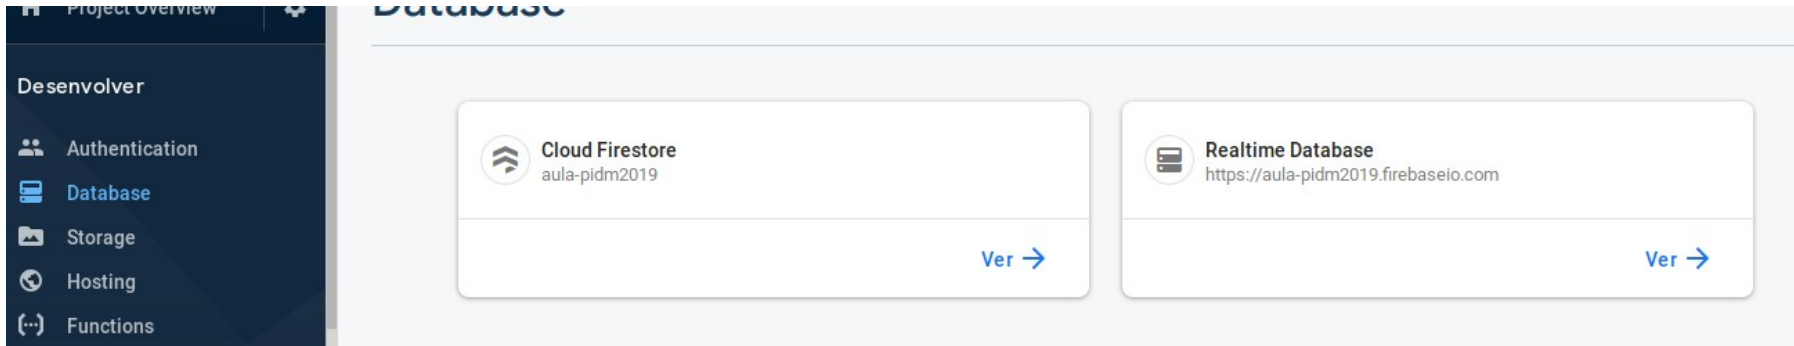 Project Overview
Database
Desenvolver
Authentication
Database
Storage
Hosting
Functions
Cloud Firestore
aula-pidm2019
Ver
Realtime Database
https://aula-pidm2019.firebaseio.com
Ver